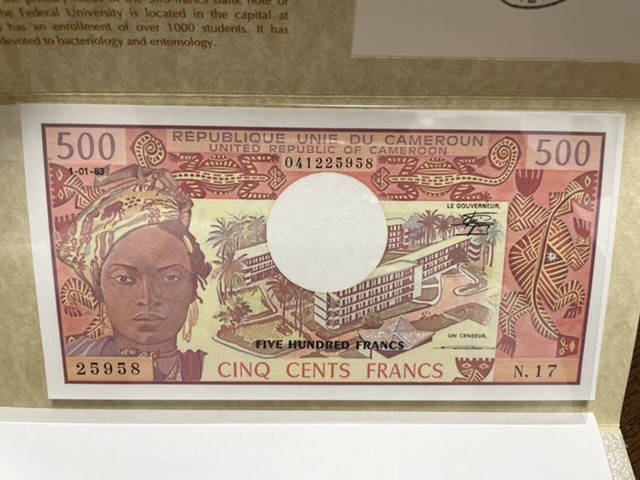 the Federal University is located in the capital at
has an enrollment of over 1000 students. It has
devoted to bacteriology and entomology.
500
REPUBLIQUE UNIE DU CAMEROUN
UNITED REPUBLIC OF CAMEROON
500
1-01-83
041225958
LE GOUVERNEUR,
UN CENSEUR,
FIVE HUNDRED FRANCS
25958
CINQ CENTS FRANCS
N.17